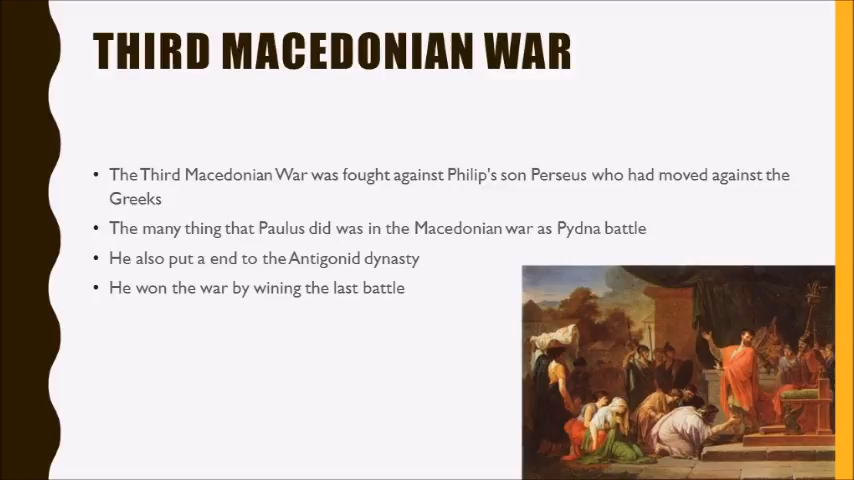 THIRD MACEDONIAN WAR
• The Third Macedonian War was fought against Philip's son Perseus who had moved against the
Greeks
• The many thing that Paulus did was in the Macedonian war as Pydna battle
• He also put a end to the Antigonid dynasty
• He won the war by wining the last battle